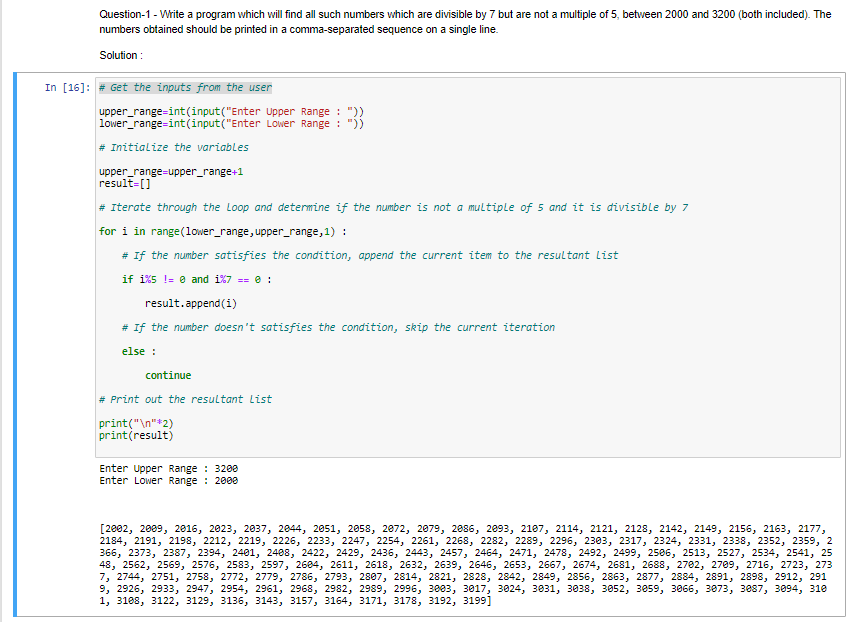 Question-1 - Write a program which will find all such numbers which are divisible by 7 but are not a multiple of 5, between 2000 and 3200 (both included). The
numbers obtained should be printed in a comma-separated sequence on a single line.
Solution :
In [16]: # Get the inputs from the user
upper_range=int(input("Enter Upper Range : "))
lower_range=int(input("Enter Lower Range : "))
# Initialize the variables
upper_range=upper_range+1
result=[]
# Iterate through the loop and determine if the number is not a multiple of 5 and it is divisible by 7
for i in range(lower_range,upper_range,1) :
# If the number satisfies the condition, append the current item to the resultant list
if i%5 != 0 and i%7 == 0 :
result.append(i)
# If the number doesn't satisfies the condition, skip the current iteration
else :
continue
# Print out the resultant list
print("\n"*2)
print(result)
Enter Upper Range : 3200
Enter Lower Range : 2000
[2002, 2009, 2016, 2023, 2037, 2044, 2051, 2058, 2072, 2079, 2086, 2093, 2107, 2114, 2121, 2128, 2142, 2149, 2156, 2163, 2177,
2184, 2191, 2198, 2212, 2219, 2226, 2233, 2247, 2254, 2261, 2268, 2282, 2289, 2296, 2303, 2317, 2324, 2331, 2338, 2352, 2359, 2
366, 2373, 2387, 2394, 2401, 2408, 2422, 2429, 2436, 2443, 2457, 2464, 2471, 2478, 2492, 2499, 2506, 2513, 2527, 2534, 2541, 25
48, 2562, 2569, 2576, 2583, 2597, 2604, 2611, 2618, 2632, 2639, 2646, 2653, 2667, 2674, 2681, 2688, 2702, 2709, 2716, 2723, 273
7, 2744, 2751, 2758, 2772, 2779, 2786, 2793, 2807, 2814, 2821, 2828, 2842, 2849, 2856, 2863, 2877, 2884, 2891, 2898, 2912, 291
9, 2926, 2933, 2947, 2954, 2961, 2968, 2982, 2989, 2996, 3003, 3017, 3024, 3031, 3038, 3052, 3059, 3066, 3073, 3087, 3094, 310
1, 3108, 3122, 3129, 3136, 3143, 3157, 3164, 3171, 3178, 3192, 3199]